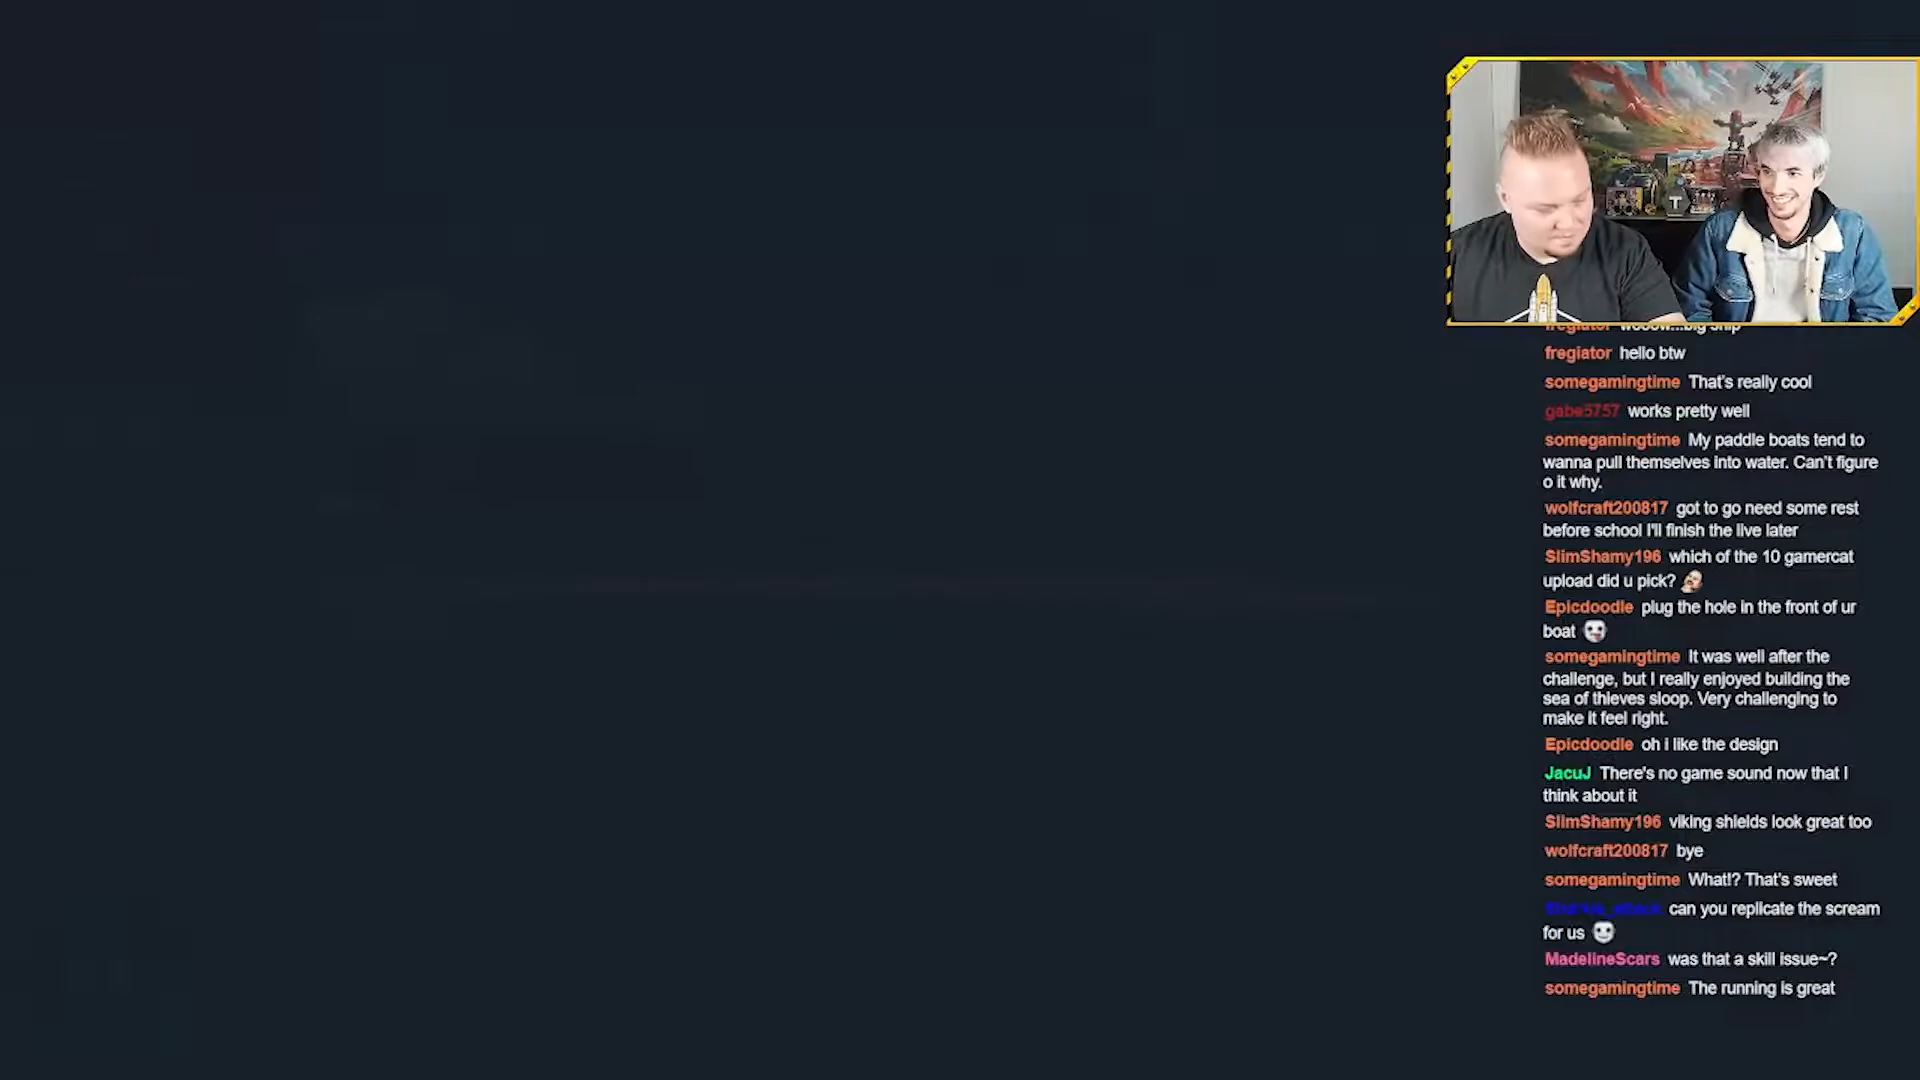 T
fregiator wooow...big ship
fregiator hello btw
somegamingtime That's really cool
gabe5757 works pretty well
somegamingtime My paddle boats tend to
wanna pull themselves into water. Can't figure
o it why.
wolfcraft200817 got to go need some rest
before school I'll finish the live later
SlimShamy196 which of the 10 gamercat
upload did u pick?
Epicdoodle plug the hole in the front of ur
boat
somegamingtime It was well after the
challenge, but I really enjoyed building the
sea of thieves sloop. Very challenging to
make it feel right.
Epicdoodle oh i like the design
JacuJ There's no game sound now that I
think about it
SlimShamy196 viking shields look great too
wolfcraft200817 bye
somegamingtime What!? That's sweet
can you replicate the scream
for us
MadelineScars was that a skill issue~?
somegamingtime The running is great